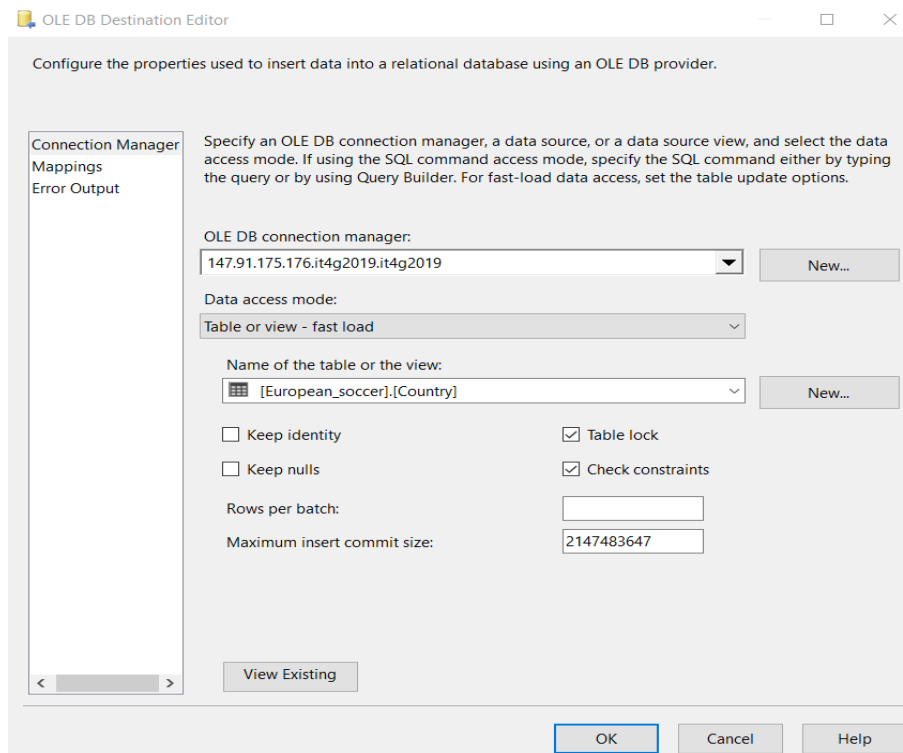 OLE DB Destination Editor
Configure the properties used to insert data into a relational database using an OLE DB provider.
Connection Manager
Mappings
Error Output
Specify an OLE DB connection manager, a data source, or a data source view, and select the data
access mode. If using the SQL command access mode, specify the SQL command either by typing
the query or by using Query Builder. For fast-load data access, set the table update options.
OLE DB connection manager:
147.91.175.176.it4g2019.it4g2019
New...
Data access mode:
Table or view - fast load
Name of the table or the view:
[European_soccer].[Country]
New...
Keep identity
Table lock
Keep nulls
Check constraints
Rows per batch:
Maximum insert commit size:
2147483647
View Existing
OK
Cancel
Help